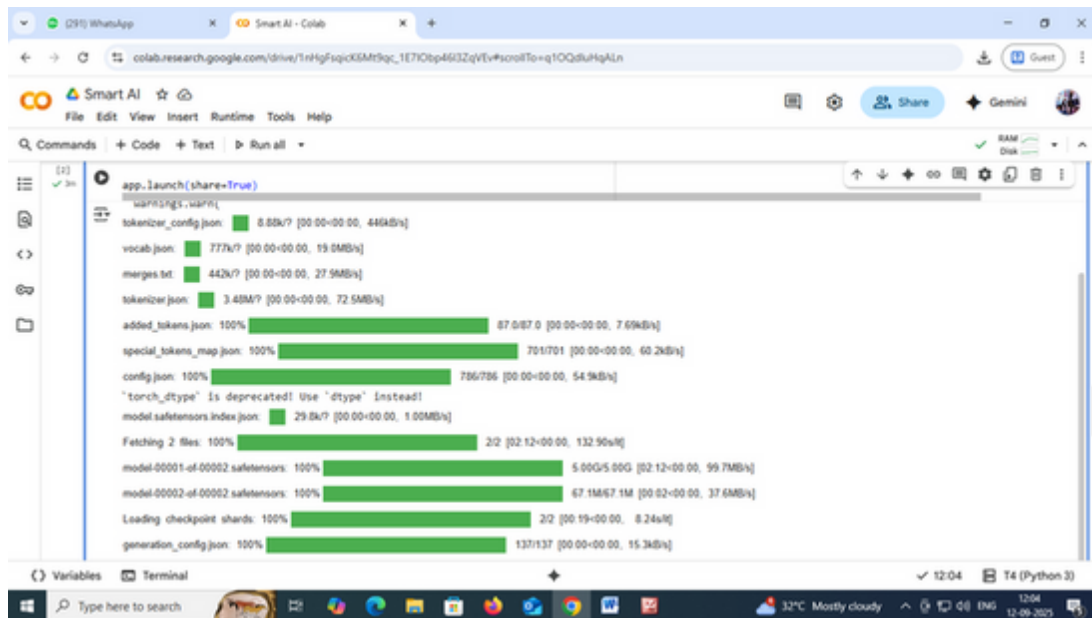 (291) WhatsApp
Smart AI - Colab
colab.research.google.com/drive/1nHgFsqicK6Mt9qc_1E7IObp46I3ZqVEv#scrollTo=q1OQdluHqALn
Guest
Smart AI
Share
Gemini
File Edit View Insert Runtime Tools Help
Commands + Code + Text Run all
RAM
Disk
[2]
3m
app.launch(share=True)
warnings.warn(
tokenizer_config.json: 8.88k/? [00:00<00:00, 446kB/s]
vocab.json: 777k/? [00:00<00:00, 19.0MB/s]
merges.txt: 442k/? [00:00<00:00, 27.9MB/s]
tokenizer.json: 3.48M/? [00:00<00:00, 72.5MB/s]
added_tokens.json: 100% 87.0/87.0 [00:00<00:00, 7.69kB/s]
special_tokens_map.json: 100% 701/701 [00:00<00:00, 60.2kB/s]
config.json: 100% 786/786 [00:00<00:00, 54.9kB/s]
`torch_dtype` is deprecated! Use `dtype` instead!
model.safetensors.index.json: 29.8k/? [00:00<00:00, 1.00MB/s]
Fetching 2 files: 100% 2/2 [02:12<00:00, 132.90s/it]
model-00001-of-00002.safetensors: 100% 5.00G/5.00G [02:12<00:00, 99.7MB/s]
model-00002-of-00002.safetensors: 100% 67.1M/67.1M [00:02<00:00, 37.6MB/s]
Loading checkpoint shards: 100% 2/2 [00:19<00:00, 8.24s/it]
generation_config.json: 100% 137/137 [00:00<00:00, 15.3kB/s]
Variables Terminal
12:04 T4 (Python 3)
Type here to search
32°C Mostly cloudy
ENG
12:04
12-09-2025